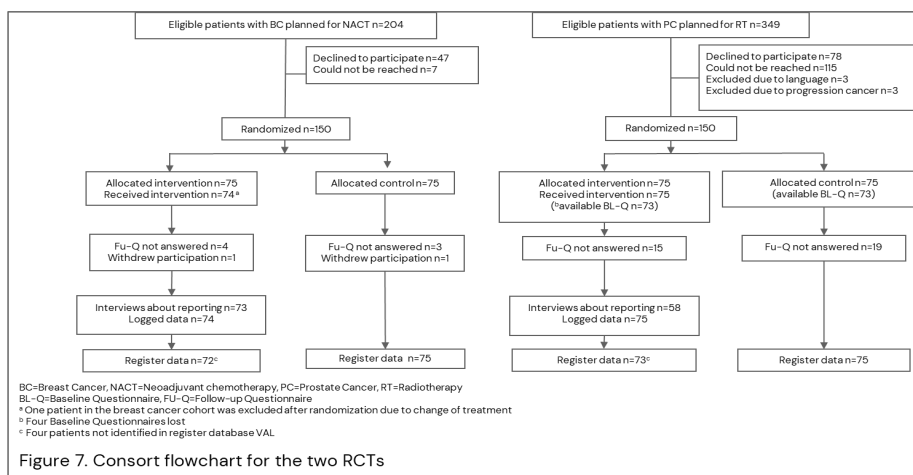 Eligible patients with BC planned for NACT n=204
Declined to participate n=47
Could not be reached n=7
Randomized n=150
Allocated intervention n=75
Received intervention n=74ᵃ
Allocated control n=75
Fu-Q not answered n=4
Withdrew participation n=1
Fu-Q not answered n=3
Withdrew participation n=1
Interviews about reporting n=73
Logged data n=74
Register data n=72ᶜ
Register data n=75
Eligible patients with PC planned for RT n=349
Declined to participate n=78
Could not be reached n=115
Excluded due to language n=3
Excluded due to progression cancer n=3
Randomized n=150
Allocated intervention n=75
Received intervention n=75
(ᵇavailable BL-Q n=73)
Allocated control n=75
(available BL-Q n=73)
Fu-Q not answered n=15
Fu-Q not answered n=19
Interviews about reporting n=58
Logged data n=75
Register data n=73ᶜ
Register data n=75
BC=Breast Cancer, NACT=Neoadjuvant chemotherapy, PC=Prostate Cancer, RT=Radiotherapy
BL-Q=Baseline Questionnaire, FU-Q=Follow-up Questionnaire
ᵃ One patient in the breast cancer cohort was excluded after randomization due to change of treatment
ᵇ Four Baseline Questionnaires lost
ᶜ Four patients not identified in register database VAL
Figure 7. Consort flowchart for the two RCTs